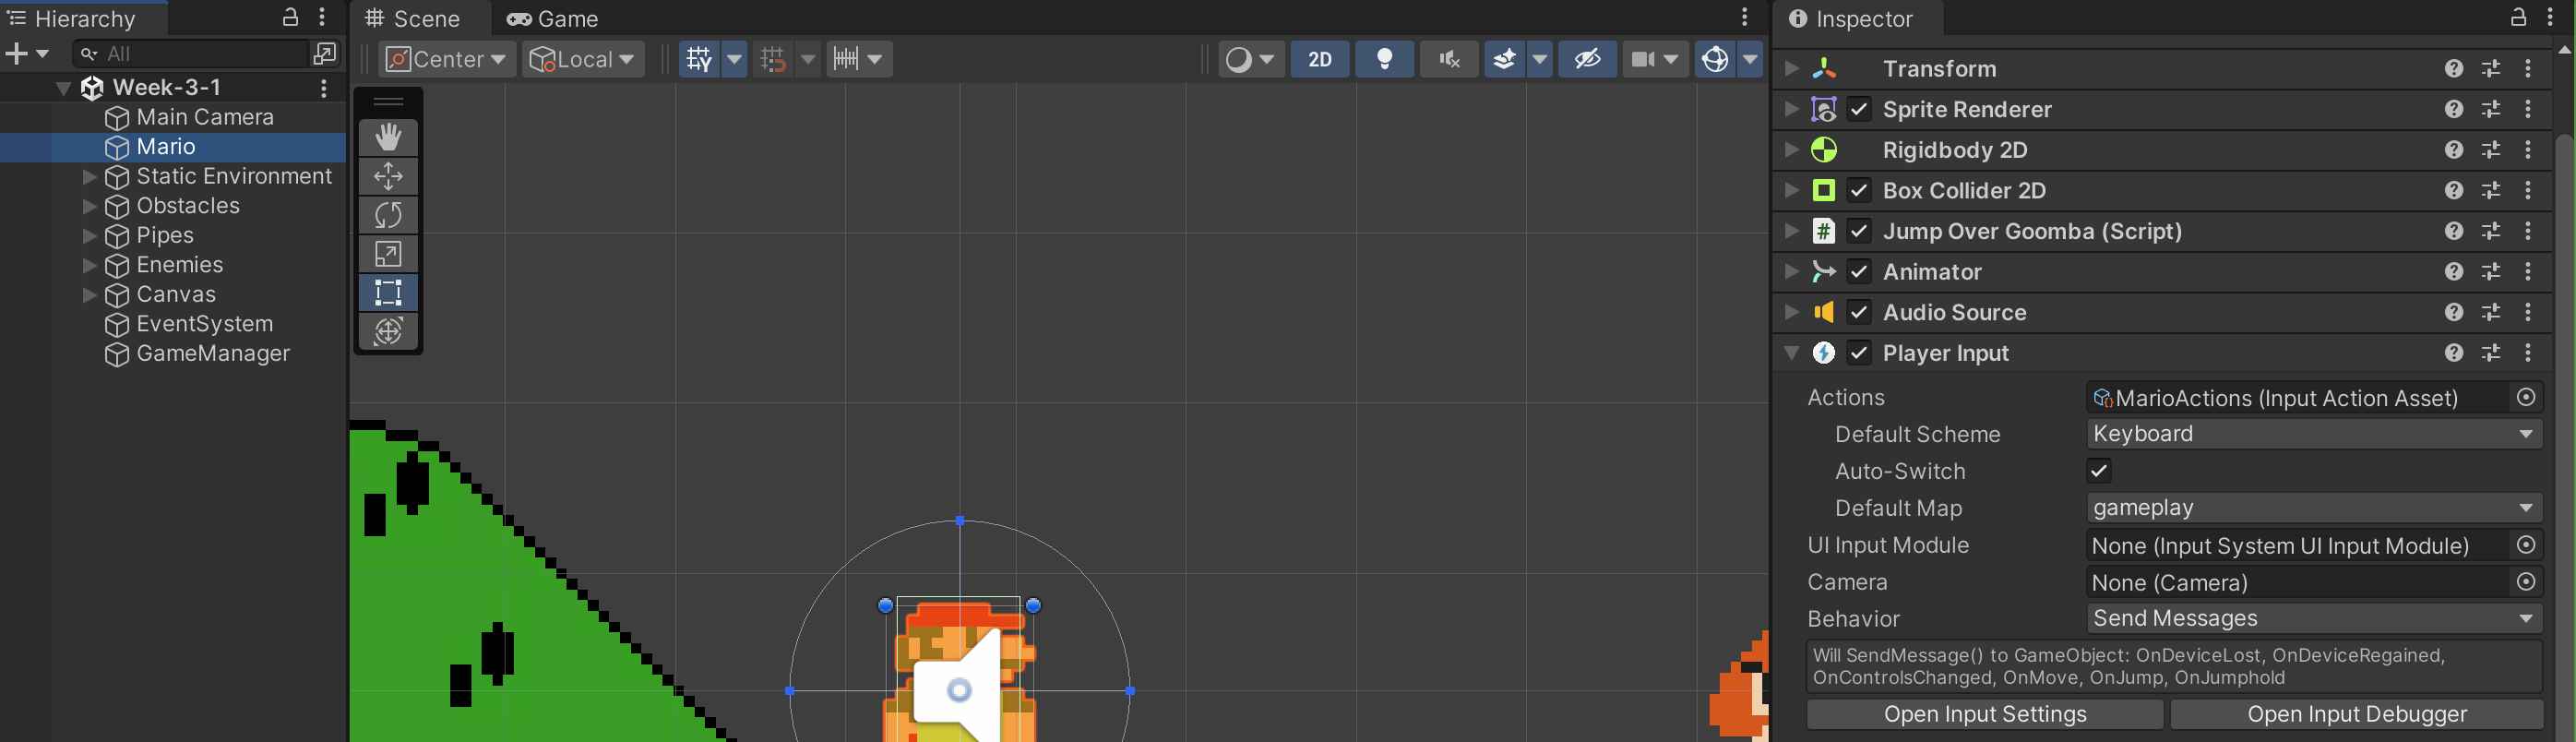 Hierarchy
All
Week-3-1
Main Camera
Mario
Static Environment
Obstacles
Pipes
Enemies
Canvas
EventSystem
GameManager
Scene Game
Center Local 2D
Inspector
Transform
Sprite Renderer
Rigidbody 2D
Box Collider 2D
Jump Over Goomba (Script)
Animator
Audio Source
Player Input
Actions MarioActions (Input Action Asset)
Default Scheme Keyboard
Auto-Switch
Default Map gameplay
UI Input Module None (Input System UI Input Module)
Camera None (Camera)
Behavior Send Messages
Will SendMessage() to GameObject: OnDeviceLost, OnDeviceRegained,
OnControlsChanged, OnMove, OnJump, OnJumphold
Open Input Settings Open Input Debugger